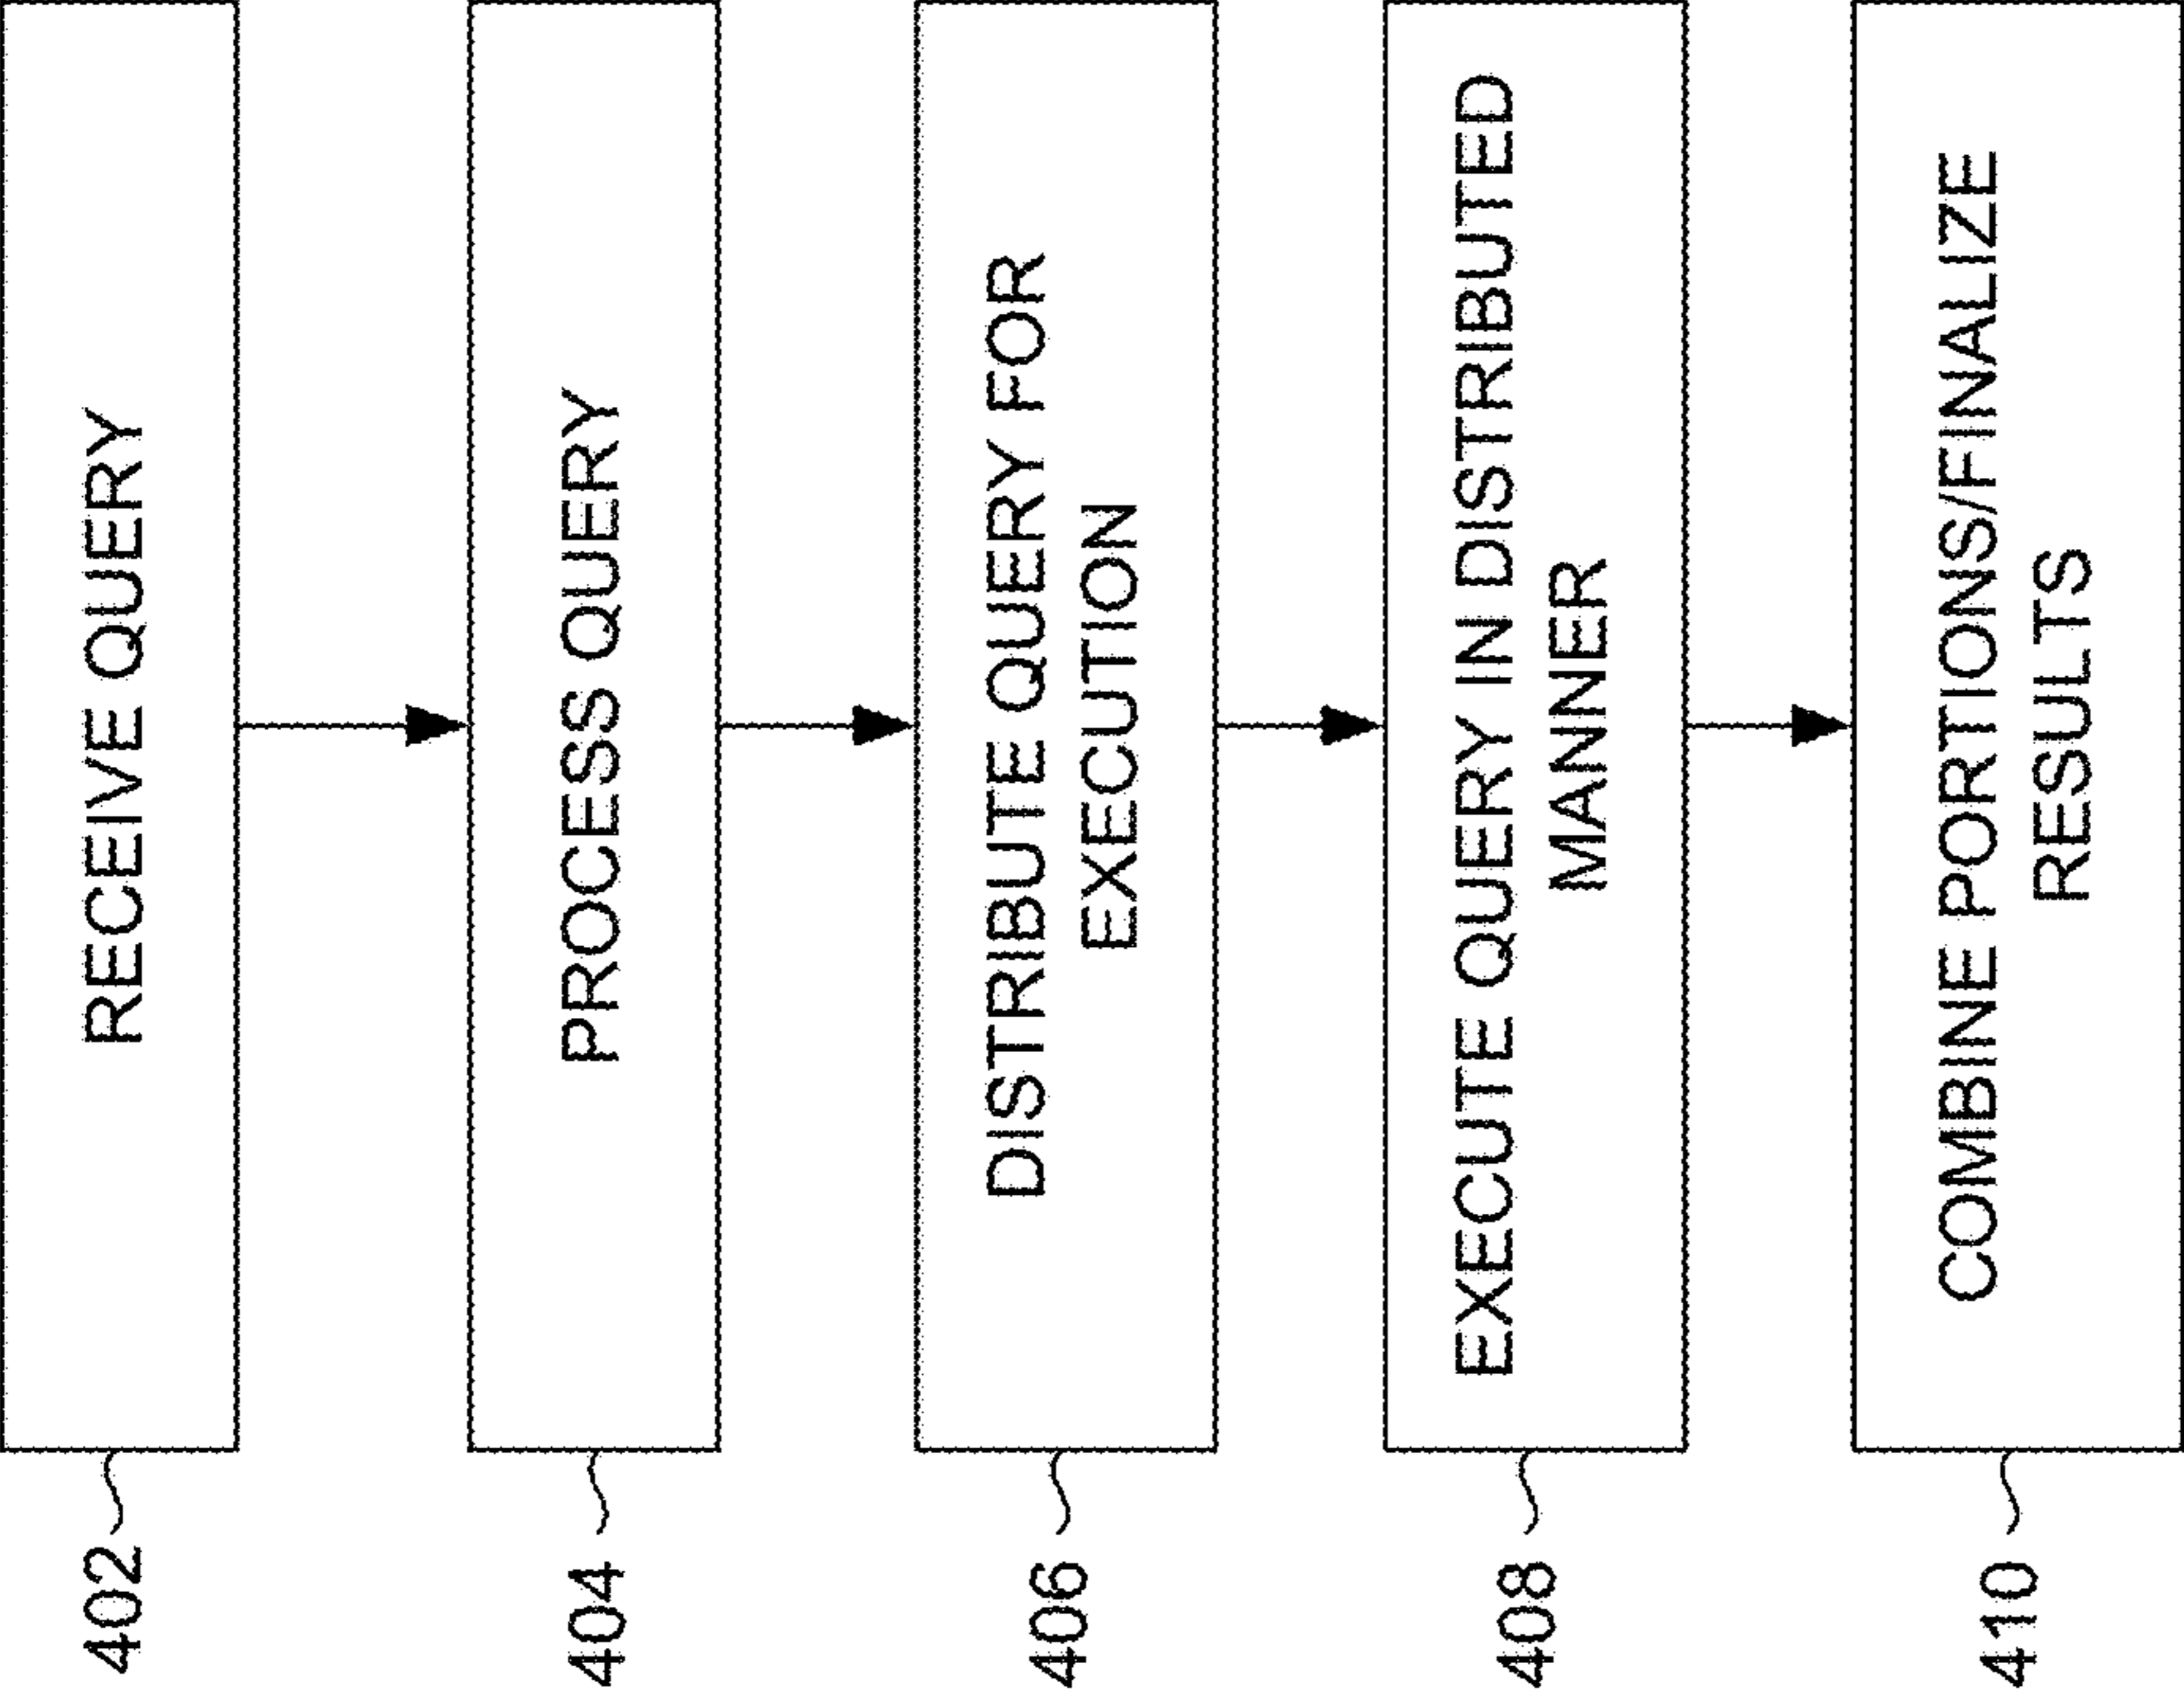 402
RECEIVE QUERY
404
PROCESS QUERY
406
DISTRIBUTE QUERY FOR
EXECUTION
408
EXECUTE QUERY IN DISTRIBUTED
MANNER
410
COMBINE PORTIONS/FINALIZE
RESULTS